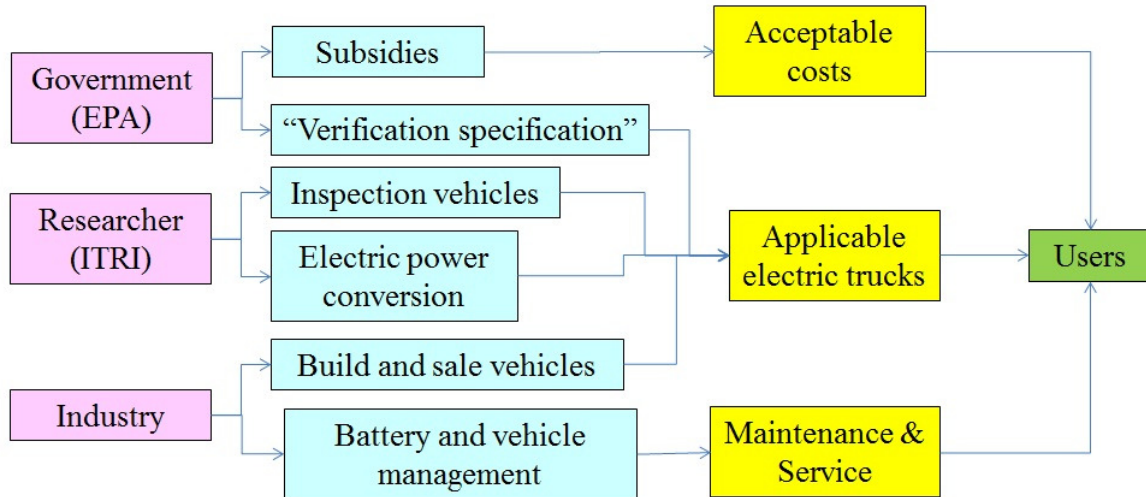 Government
(EPA)
Subsidies
Acceptable
costs
“Verification specification”
Researcher
(ITRI)
Inspection vehicles
Electric power
conversion
Applicable
electric trucks
Users
Industry
Build and sale vehicles
Battery and vehicle
management
Maintenance &
Service